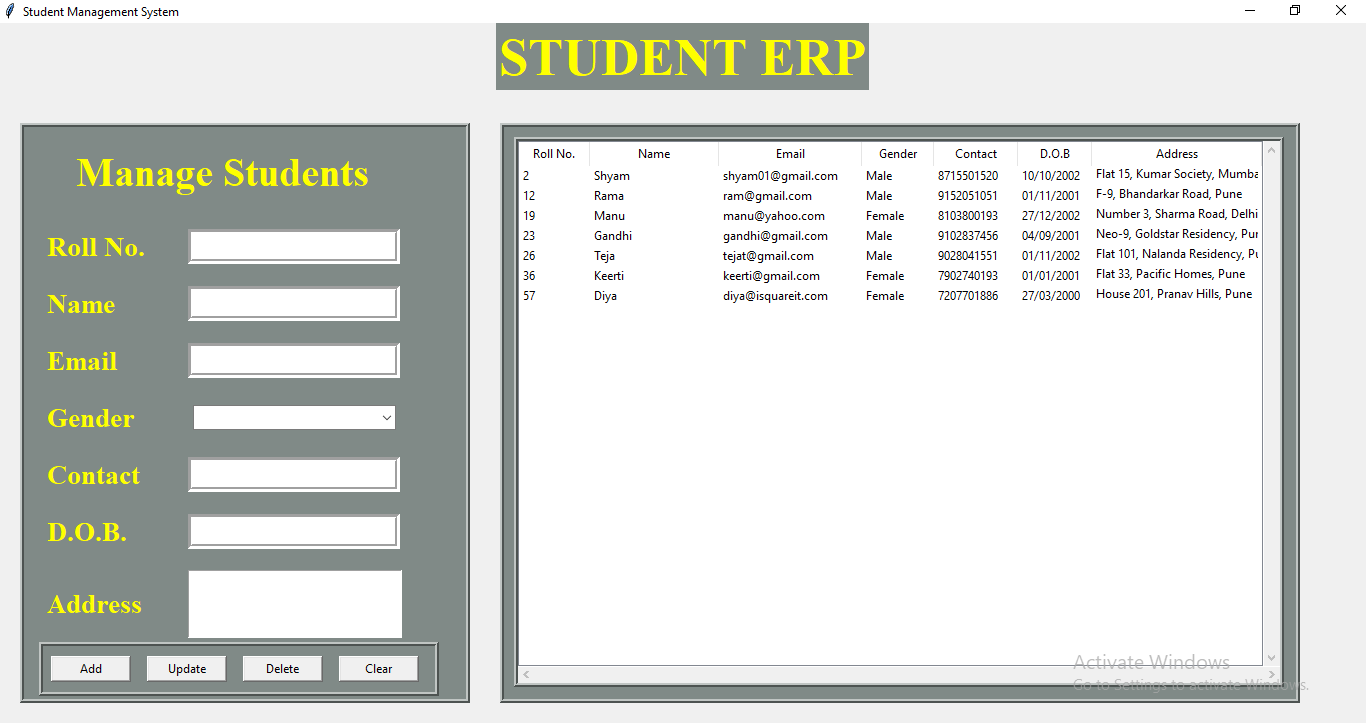 Student Management System
STUDENT ERP
Manage Students
Roll No.
Name
Email
Gender
Contact
D.O.B.
Address
Add Update Delete Clear
Roll No. Name Email Gender Contact D.O.B Address
2 Shyam shyam01@gmail.com Male 8715501520 10/10/2002 Flat 15, Kumar Society, Mumba
12 Rama ram@gmail.com Male 9152051051 01/11/2001 F-9, Bhandarkar Road, Pune
19 Manu manu@yahoo.com Female 8103800193 27/12/2002 Number 3, Sharma Road, Delhi
23 Gandhi gandhi@gmail.com Male 9102837456 04/09/2001 Neo-9, Goldstar Residency, Pur
26 Teja tejat@gmail.com Male 9028041551 01/11/2002 Flat 101, Nalanda Residency, Pu
36 Keerti keerti@gmail.com Female 7902740193 01/01/2001 Flat 33, Pacific Homes, Pune
57 Diya diya@isquareit.com Female 7207701886 27/03/2000 House 201, Pranav Hills, Pune
Activate Windows
Go to Settings to activate Windows.